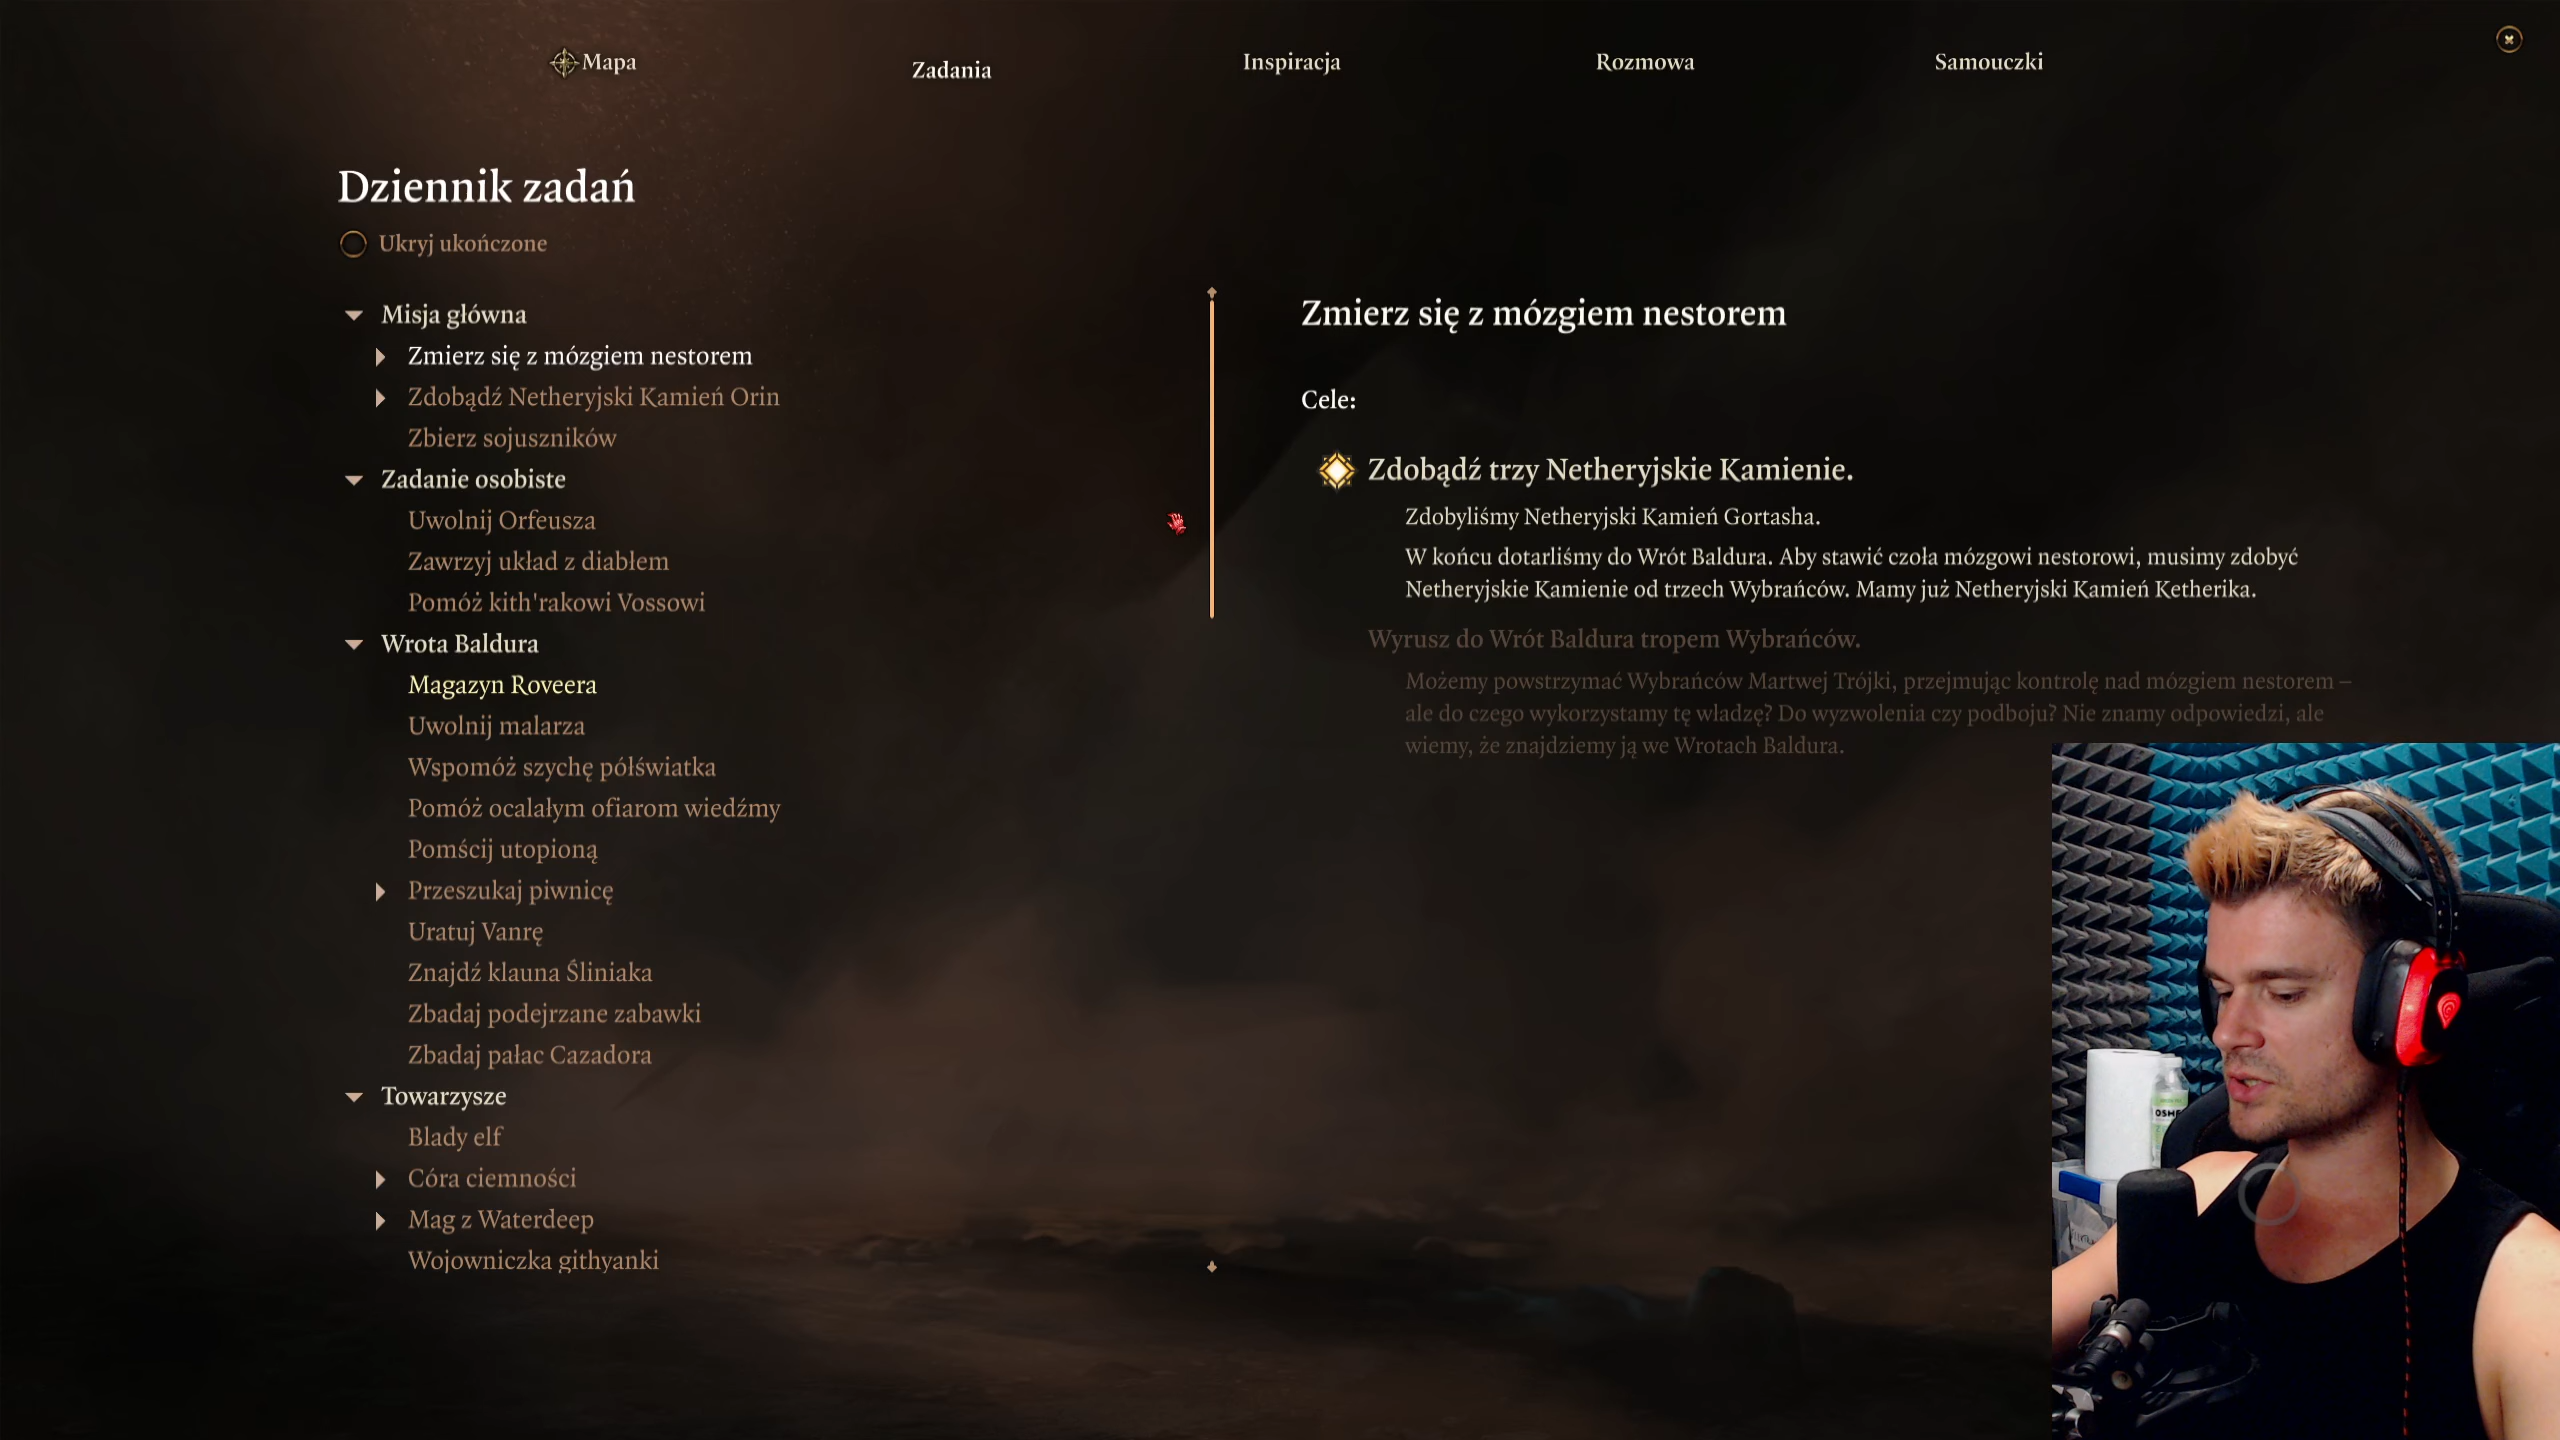 Mapa
Zadania
Inspiracja
Rozmowa
Samouczki
Dziennik zadań
Ukryj ukończone
Misja główna
Zmierz się z mózgiem nestorem
Zdobądź Netheryjski Kamień Orin
Zbierz sojuszników
Zadanie osobiste
Uwolnij Orfeusza
Zawrzyj układ z diabłem
Pomóż kith'rakowi Vossowi
Wrota Baldura
Magazyn Roveera
Uwolnij malarza
Wspomóż szychę półświatka
Pomóż ocalałym ofiarom wiedźmy
Pomścij utopioną
Przeszukaj piwnicę
Uratuj Vanrę
Znajdź klauna Śliniaka
Zbadaj podejrzane zabawki
Zbadaj pałac Cazadora
Towarzysze
Blady elf
Córa ciemności
Mag z Waterdeep
Wojowniczka githyanki
Zmierz się z mózgiem nestorem
Cele:
Zdobądź trzy Netheryjskie Kamienie.
Zdobyliśmy Netheryjski Kamień Gortasha.
W końcu dotarliśmy do Wrót Baldura. Aby stawić czoła mózgowi nestorowi, musimy zdobyć
Netheryjskie Kamienie od trzech Wybrańców. Mamy już Netheryjski Kamień Ketherika.
Wyrusz do Wrót Baldura tropem Wybrańców.
Możemy powstrzymać Wybrańców Martwej Trójki, przejmując kontrolę nad mózgiem nestorem –
ale do czego wykorzystamy tę władzę? Do wyzwolenia czy podboju? Nie znamy odpowiedzi, ale
wiemy, że znajdziemy ją we Wrotach Baldura.